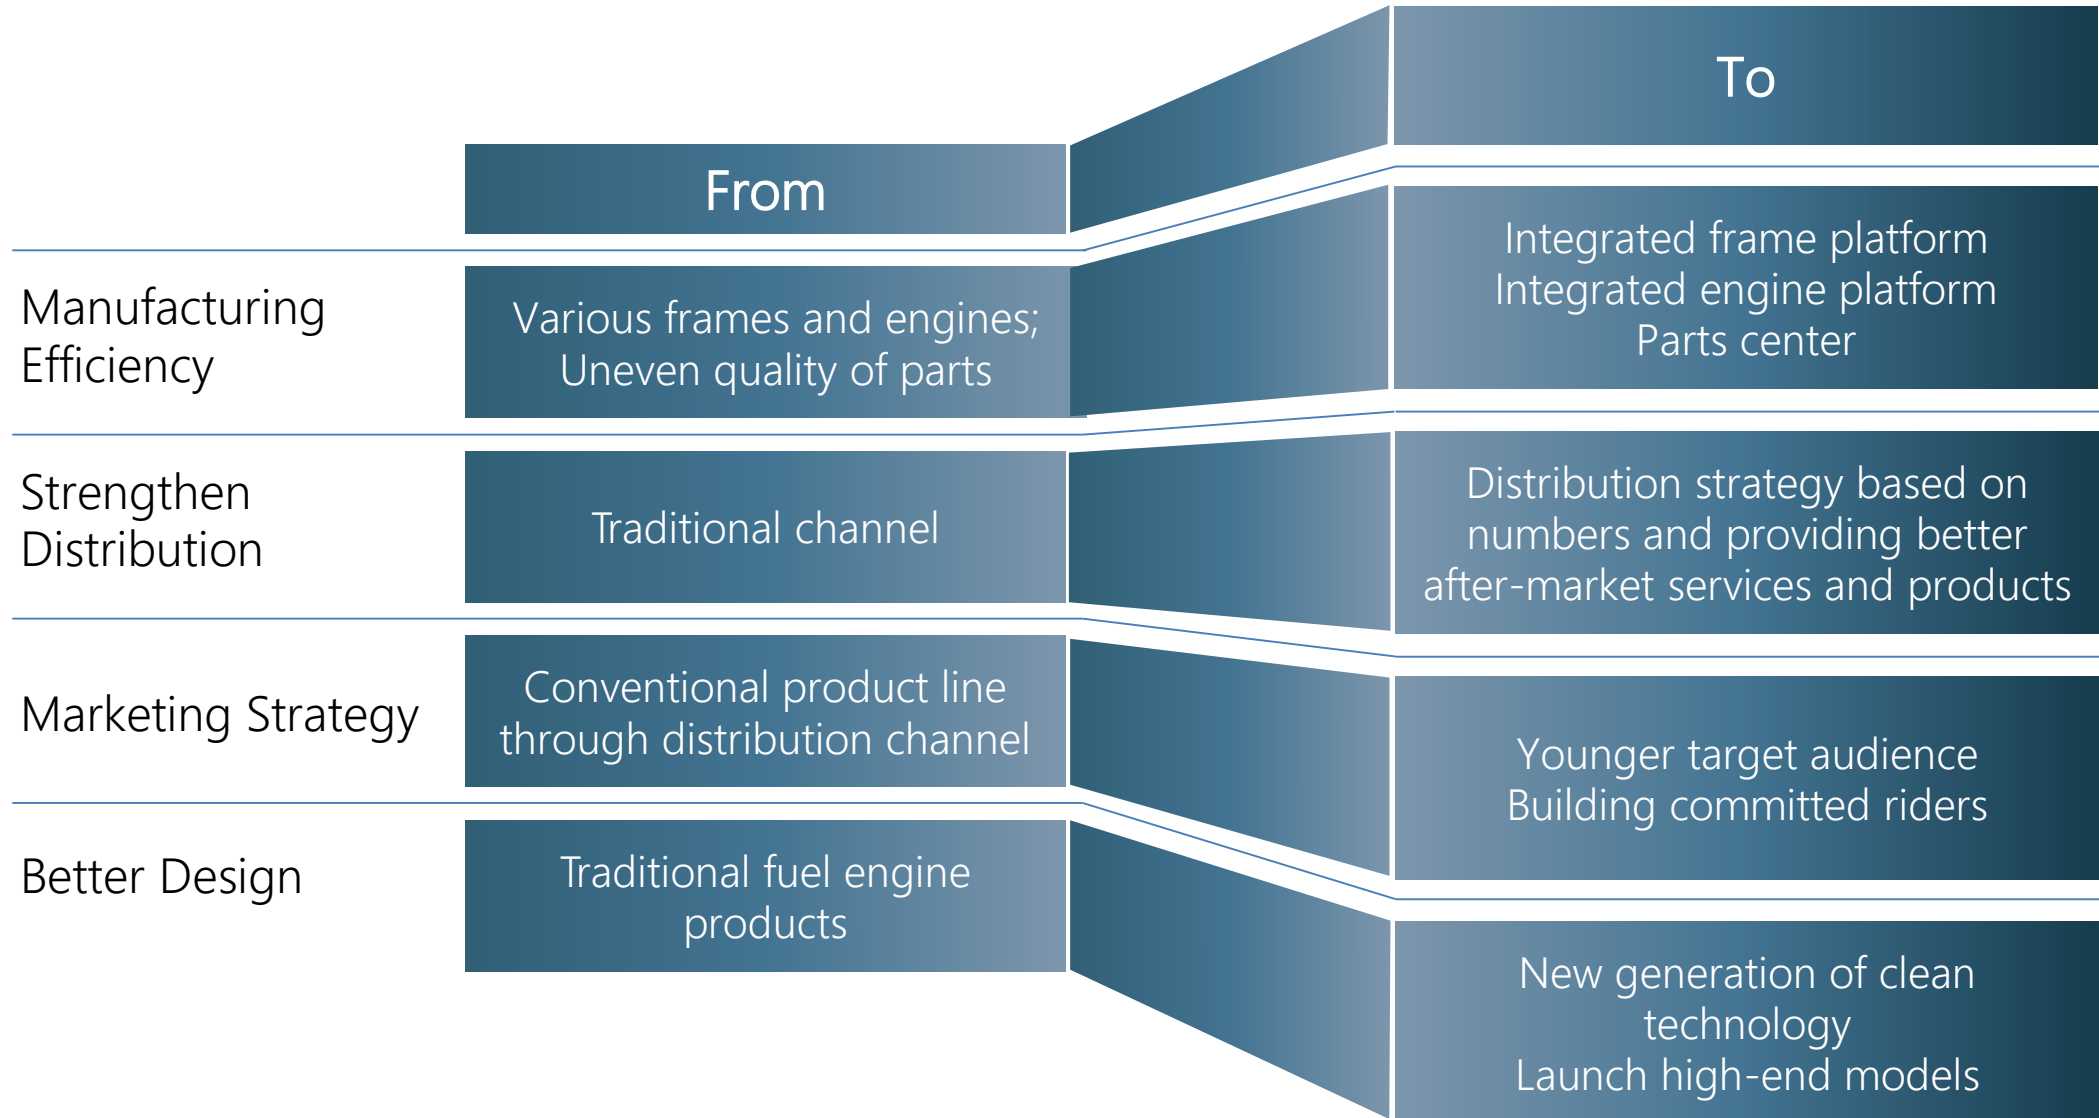 To
From
Manufacturing
Efficiency
Various frames and engines;
Uneven quality of parts
Integrated frame platform
Integrated engine platform
Parts center
Strengthen
Distribution
Traditional channel
Distribution strategy based on
numbers and providing better
after-market services and products
Marketing Strategy
Conventional product line
through distribution channel
Younger target audience
Building committed riders
Better Design
Traditional fuel engine
products
New generation of clean
technology
Launch high-end models